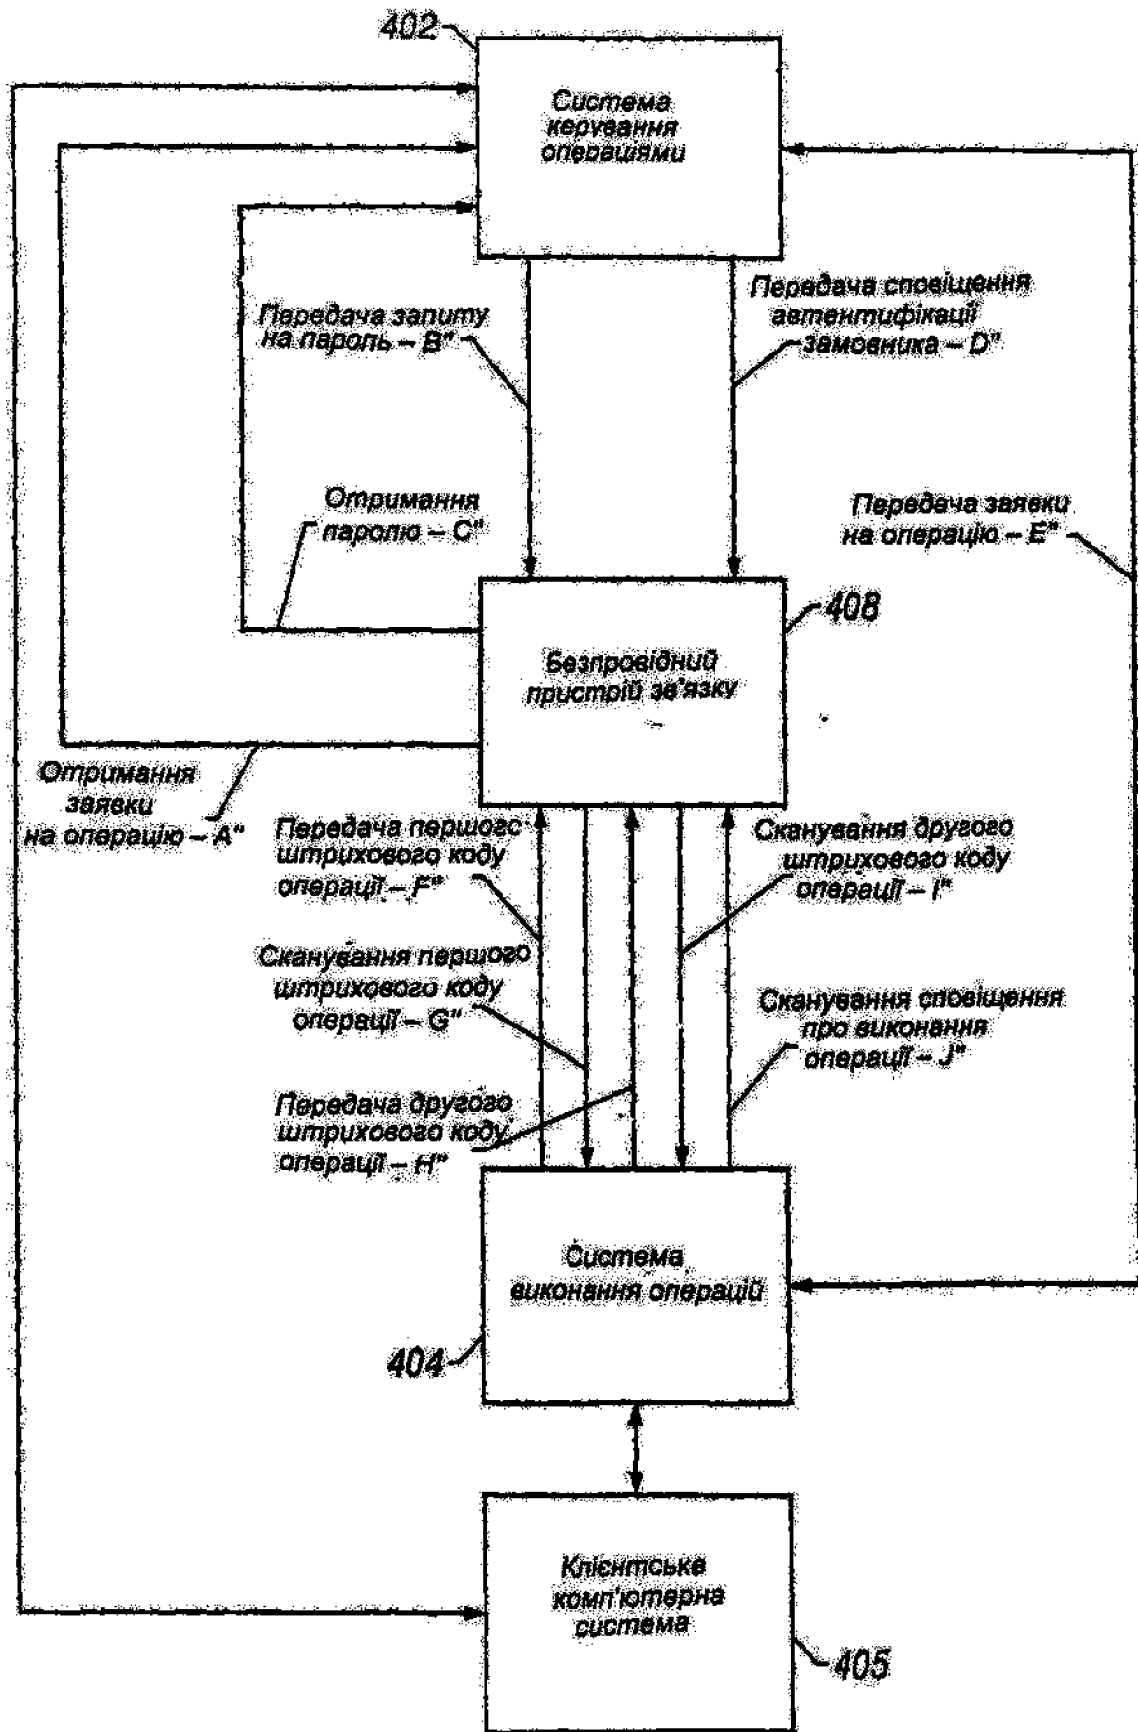 402
Система
керування
операціями
Передача запиту
на пароль – B"
Передача сповіщення
автентифікації
замовника – D"
Отримання
паролю – C"
Передача заявки
на операцію – E"
408
Безпровідний
пристрій зв'язку
Отримання
заявки
на операцію – A"
Передача першого
штрихового коду
операції – F"
Сканування другого
штрихового коду
операції – I"
Сканування першого
штрихового коду
операції – G"
Сканування сповіщення
про виконання
операції – J"
Передача другого
штрихового коду
операції – H"
Система
виконання операцій
404
Клієнтське
комп'ютерна
система
405